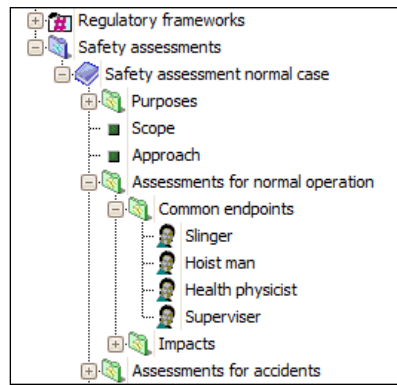 Regulatory frameworks
Safety assessments
Safety assessment normal case
Purposes
Scope
Approach
Assessments for normal operation
Common endpoints
Slinger
Hoist man
Health physicist
Superviser
Impacts
Assessments for accidents